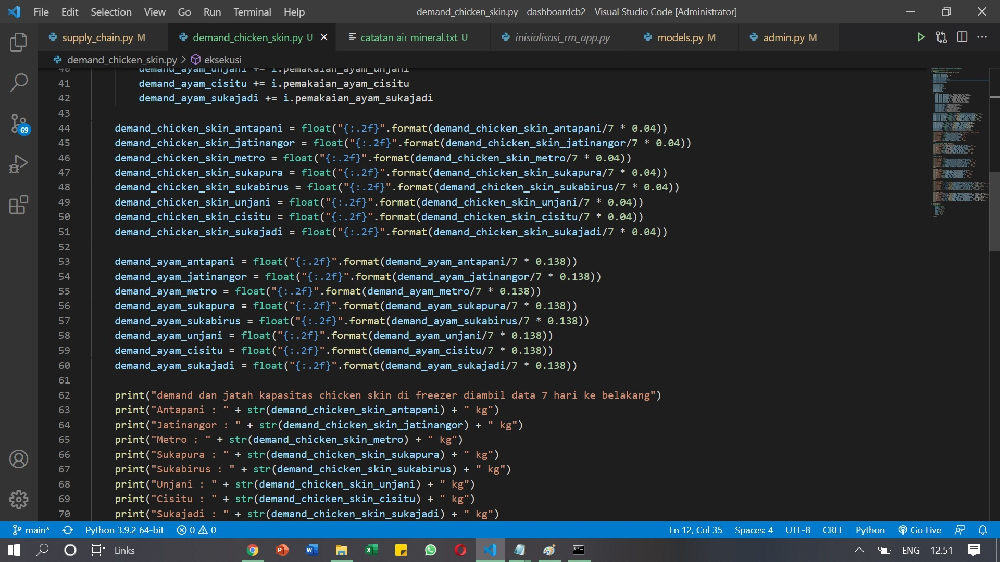 File Edit Selection View Go Run Terminal Help demand_chicken_skin.py - dashboardcb2 - Visual Studio Code [Administrator]
supply_chain.py M demand_chicken_skin.py U catatan air mineral.txt U inisialisasi_rm_app.py models.py M admin.py M
demand_chicken_skin.py > eksekusi
40 demand_ayam_unjani += i.pemakaian_ayam_unjani
41 demand_ayam_cisitu += i.pemakaian_ayam_cisitu
42 demand_ayam_sukajadi += i.pemakaian_ayam_sukajadi
43
44 demand_chicken_skin_antapani = float("{:.2f}".format(demand_chicken_skin_antapani/7 * 0.04))
45 demand_chicken_skin_jatinangor = float("{:.2f}".format(demand_chicken_skin_jatinangor/7 * 0.04))
46 demand_chicken_skin_metro = float("{:.2f}".format(demand_chicken_skin_metro/7 * 0.04))
47 demand_chicken_skin_sukapura = float("{:.2f}".format(demand_chicken_skin_sukapura/7 * 0.04))
48 demand_chicken_skin_sukabirus = float("{:.2f}".format(demand_chicken_skin_sukabirus/7 * 0.04))
49 demand_chicken_skin_unjani = float("{:.2f}".format(demand_chicken_skin_unjani/7 * 0.04))
50 demand_chicken_skin_cisitu = float("{:.2f}".format(demand_chicken_skin_cisitu/7 * 0.04))
51 demand_chicken_skin_sukajadi = float("{:.2f}".format(demand_chicken_skin_sukajadi/7 * 0.04))
52
53 demand_ayam_antapani = float("{:.2f}".format(demand_ayam_antapani/7 * 0.138))
54 demand_ayam_jatinangor = float("{:.2f}".format(demand_ayam_jatinangor/7 * 0.138))
55 demand_ayam_metro = float("{:.2f}".format(demand_ayam_metro/7 * 0.138))
56 demand_ayam_sukapura = float("{:.2f}".format(demand_ayam_sukapura/7 * 0.138))
57 demand_ayam_sukabirus = float("{:.2f}".format(demand_ayam_sukabirus/7 * 0.138))
58 demand_ayam_unjani = float("{:.2f}".format(demand_ayam_unjani/7 * 0.138))
59 demand_ayam_cisitu = float("{:.2f}".format(demand_ayam_cisitu/7 * 0.138))
60 demand_ayam_sukajadi = float("{:.2f}".format(demand_ayam_sukajadi/7 * 0.138))
61
62 print("demand dan jatah kapasitas chicken skin di freezer diambil data 7 hari ke belakang")
63 print("Antapani : " + str(demand_chicken_skin_antapani) + " kg")
64 print("Jatinangor : " + str(demand_chicken_skin_jatinangor) + " kg")
65 print("Metro : " + str(demand_chicken_skin_metro) + " kg")
66 print("Sukapura : " + str(demand_chicken_skin_sukapura) + " kg")
67 print("Sukabirus : " + str(demand_chicken_skin_sukabirus) + " kg")
68 print("Unjani : " + str(demand_chicken_skin_unjani) + " kg")
69 print("Cisitu : " + str(demand_chicken_skin_cisitu) + " kg")
70 print("Sukajadi : " + str(demand_chicken_skin_sukajadi) + " kg")
69
main* Python 3.9.2 64-bit 0 0 Ln 12, Col 35 Spaces: 4 UTF-8 CRLF Python Go Live
Links ENG 12.51